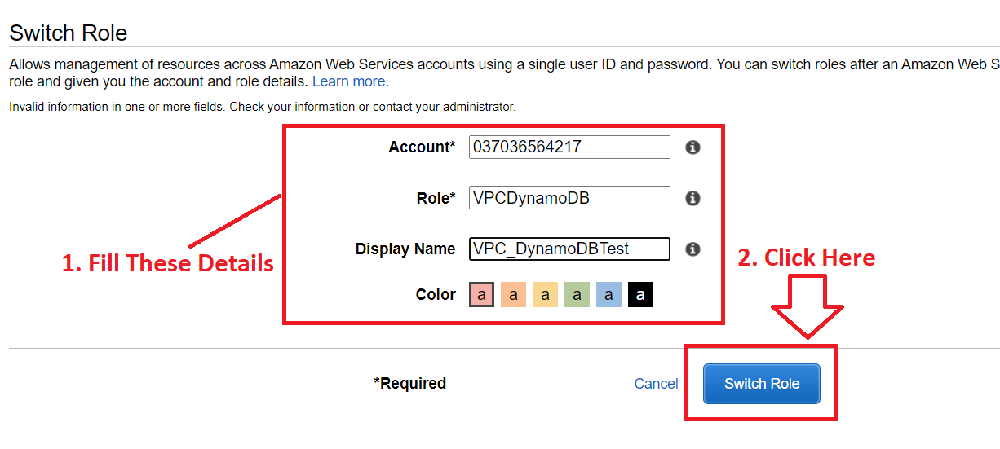 Switch Role
Allows management of resources across Amazon Web Services accounts using a single user ID and password. You can switch roles after an Amazon Web S
role and given you the account and role details. Learn more.
Invalid information in one or more fields. Check your information or contact your administrator.
Account* 037036564217
Role* VPCDynamoDB
Display Name VPC_DynamoDBTest
1. Fill These Details
2. Click Here
Color a a a a a a
*Required Cancel Switch Role